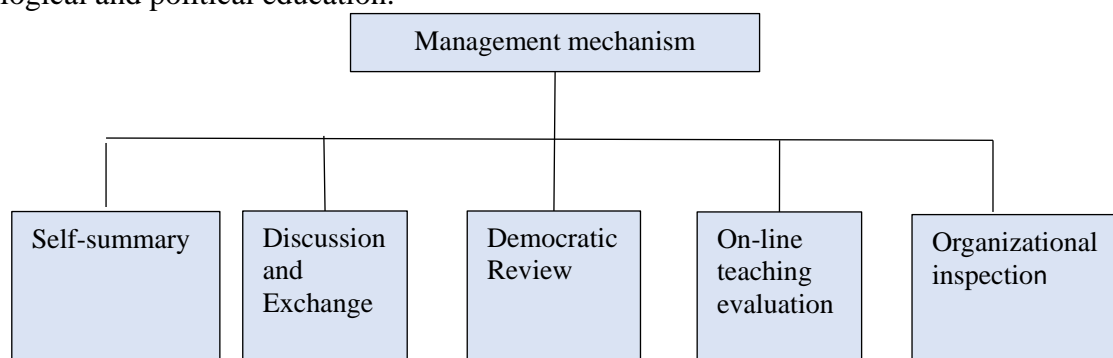 logical and political education.
Management mechanism
Self-summary
Discussion
and
Exchange
Democratic
Review
On-line
teaching
evaluation
Organizational
inspection